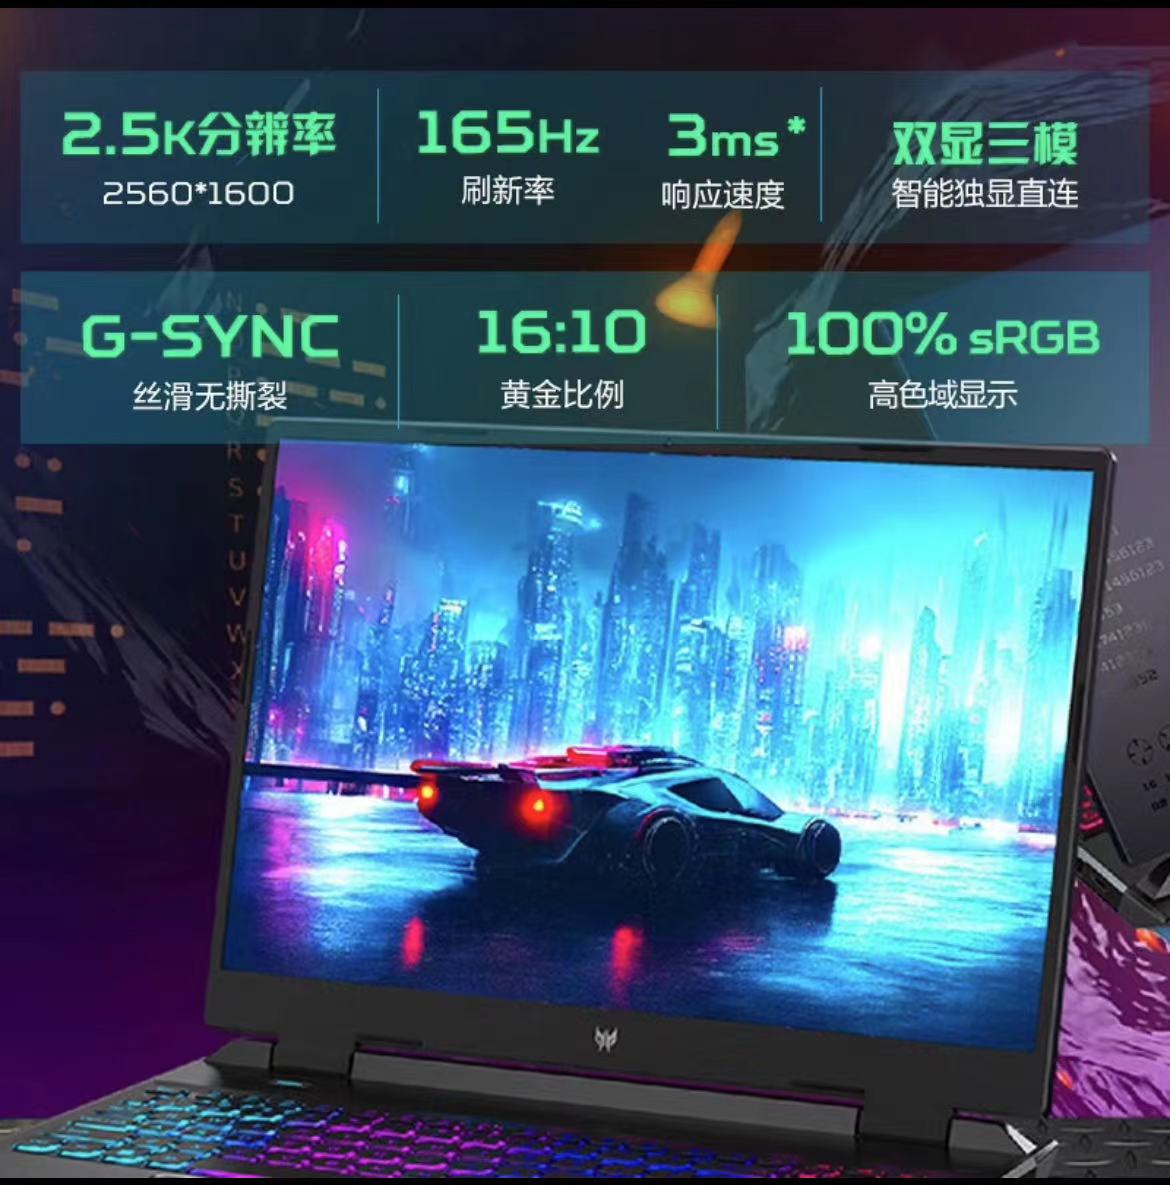 2.5K分辨率
2560*1600
165Hz
刷新率
3ms*
响应速度
双显三模
智能独显直连
G-SYNC
丝滑无撕裂
16:10
黄金比例
100% sRGB
高色域显示
N
R
S
T
U
V
W
X